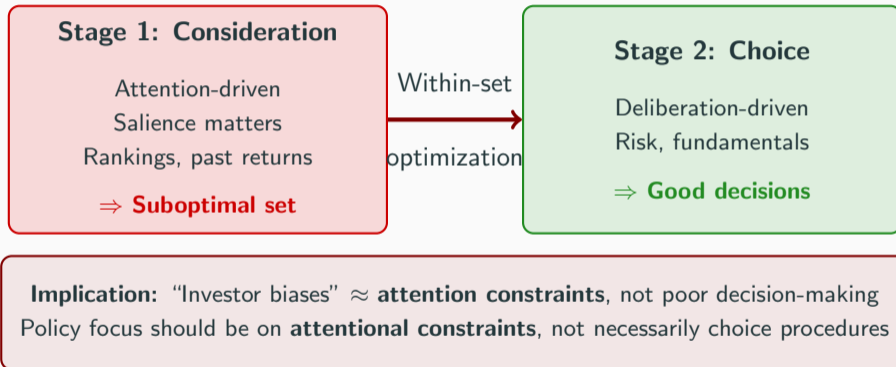 Stage 1: Consideration
Attention-driven
Salience matters
Rankings, past returns
⇒ Suboptimal set
Within-set
optimization
Stage 2: Choice
Deliberation-driven
Risk, fundamentals
⇒ Good decisions
Implication: “Investor biases” ≈ attention constraints, not poor decision-making
Policy focus should be on attentional constraints, not necessarily choice procedures